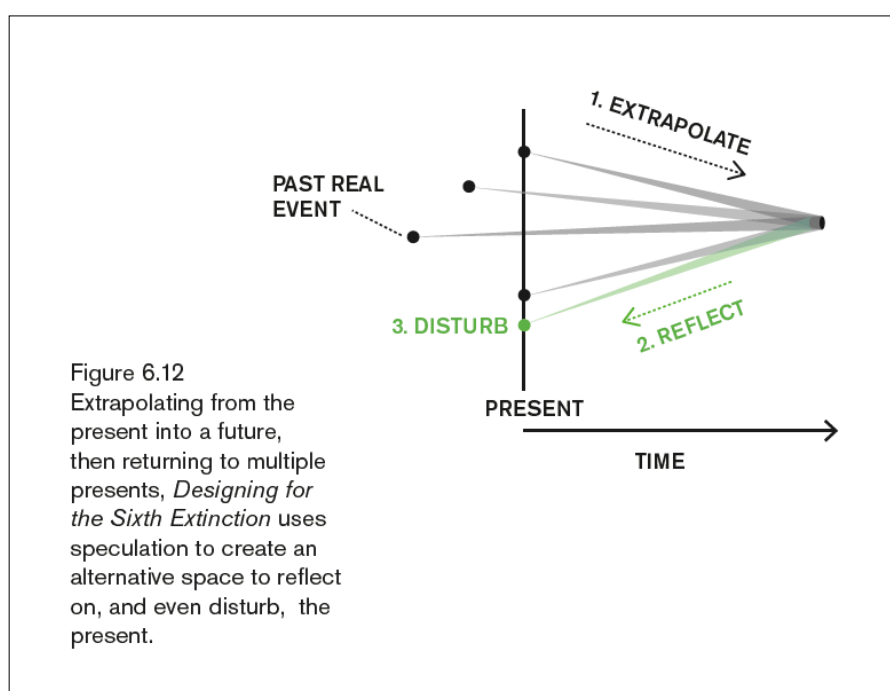 1. EXTRAPOLATE
PAST REAL
EVENT
3. DISTURB
2. REFLECT
PRESENT
TIME
Figure 6.12
Extrapolating from the
present into a future,
then returning to multiple
presents, Designing for
the Sixth Extinction uses
speculation to create an
alternative space to reflect
on, and even disturb,  the
present.